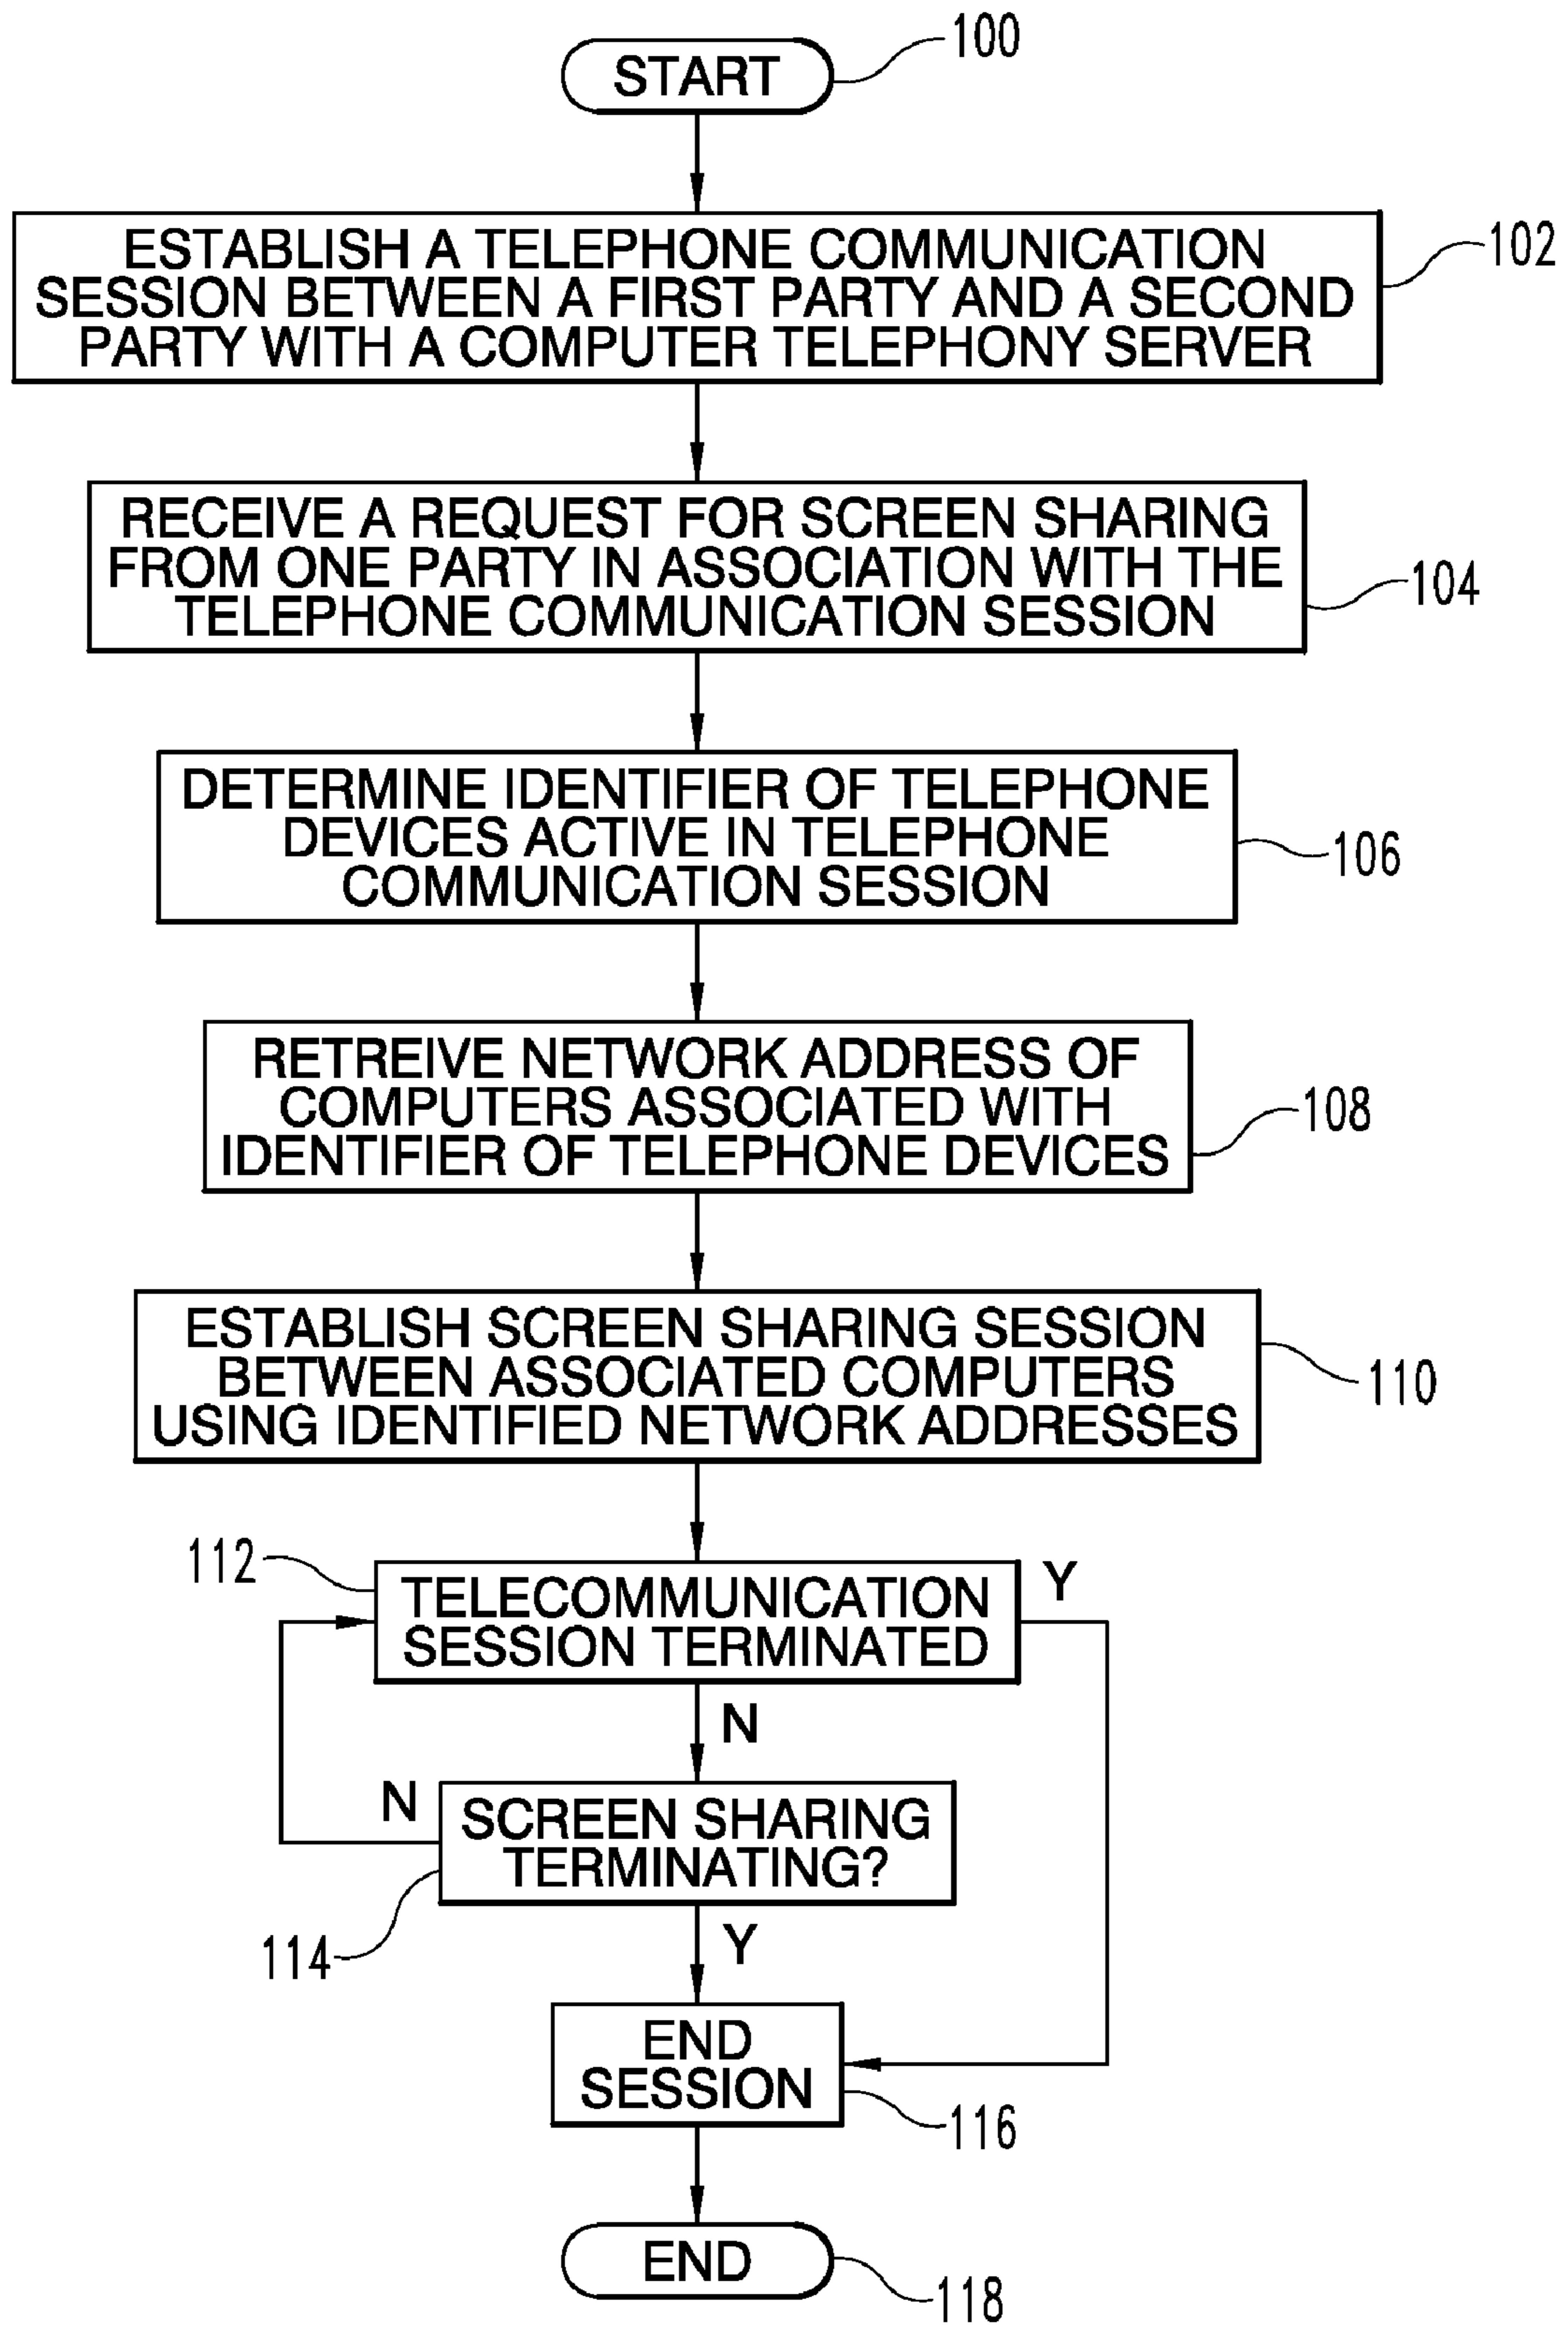 START
100
ESTABLISH A TELEPHONE COMMUNICATION
SESSION BETWEEN A FIRST PARTY AND A SECOND
PARTY WITH A COMPUTER TELEPHONY SERVER
102
RECEIVE A REQUEST FOR SCREEN SHARING
FROM ONE PARTY IN ASSOCIATION WITH THE
TELEPHONE COMMUNICATION SESSION
104
DETERMINE IDENTIFIER OF TELEPHONE
DEVICES ACTIVE IN TELEPHONE
COMMUNICATION SESSION
106
RETREIVE NETWORK ADDRESS OF
COMPUTERS ASSOCIATED WITH
IDENTIFIER OF TELEPHONE DEVICES
108
ESTABLISH SCREEN SHARING SESSION
BETWEEN ASSOCIATED COMPUTERS
USING IDENTIFIED NETWORK ADDRESSES
110
112
TELECOMMUNICATION
SESSION TERMINATED
Y
N
N
SCREEN SHARING
TERMINATING?
114
Y
END
SESSION
116
END
118